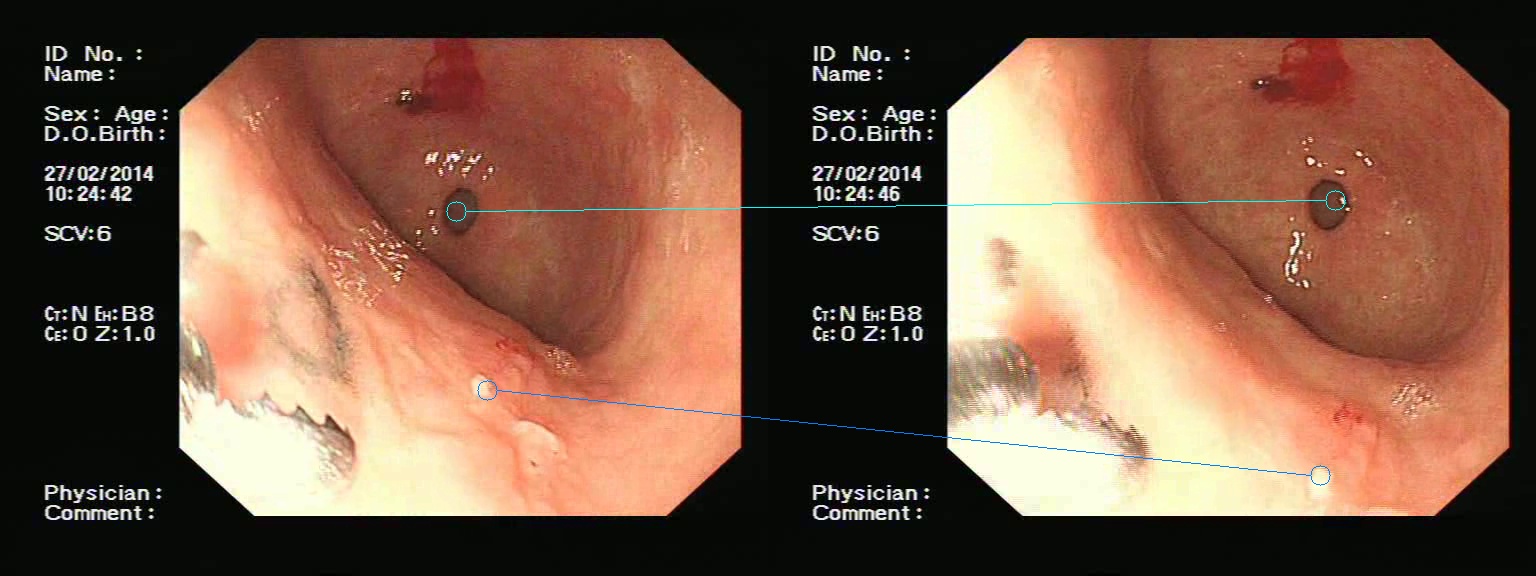 ID No. :
Name:
Sex: Age:
D.O.Birth:
27/02/2014
10:24:42
SCV:6
CT:N EH:B8
CE:0 Z:1.0
Physician:
Comment:
ID No. :
Name:
Sex: Age:
D.O.Birth:
27/02/2014
10:24:46
SCV:6
CT:N EH:B8
CE:0 Z:1.0
Physician:
Comment: